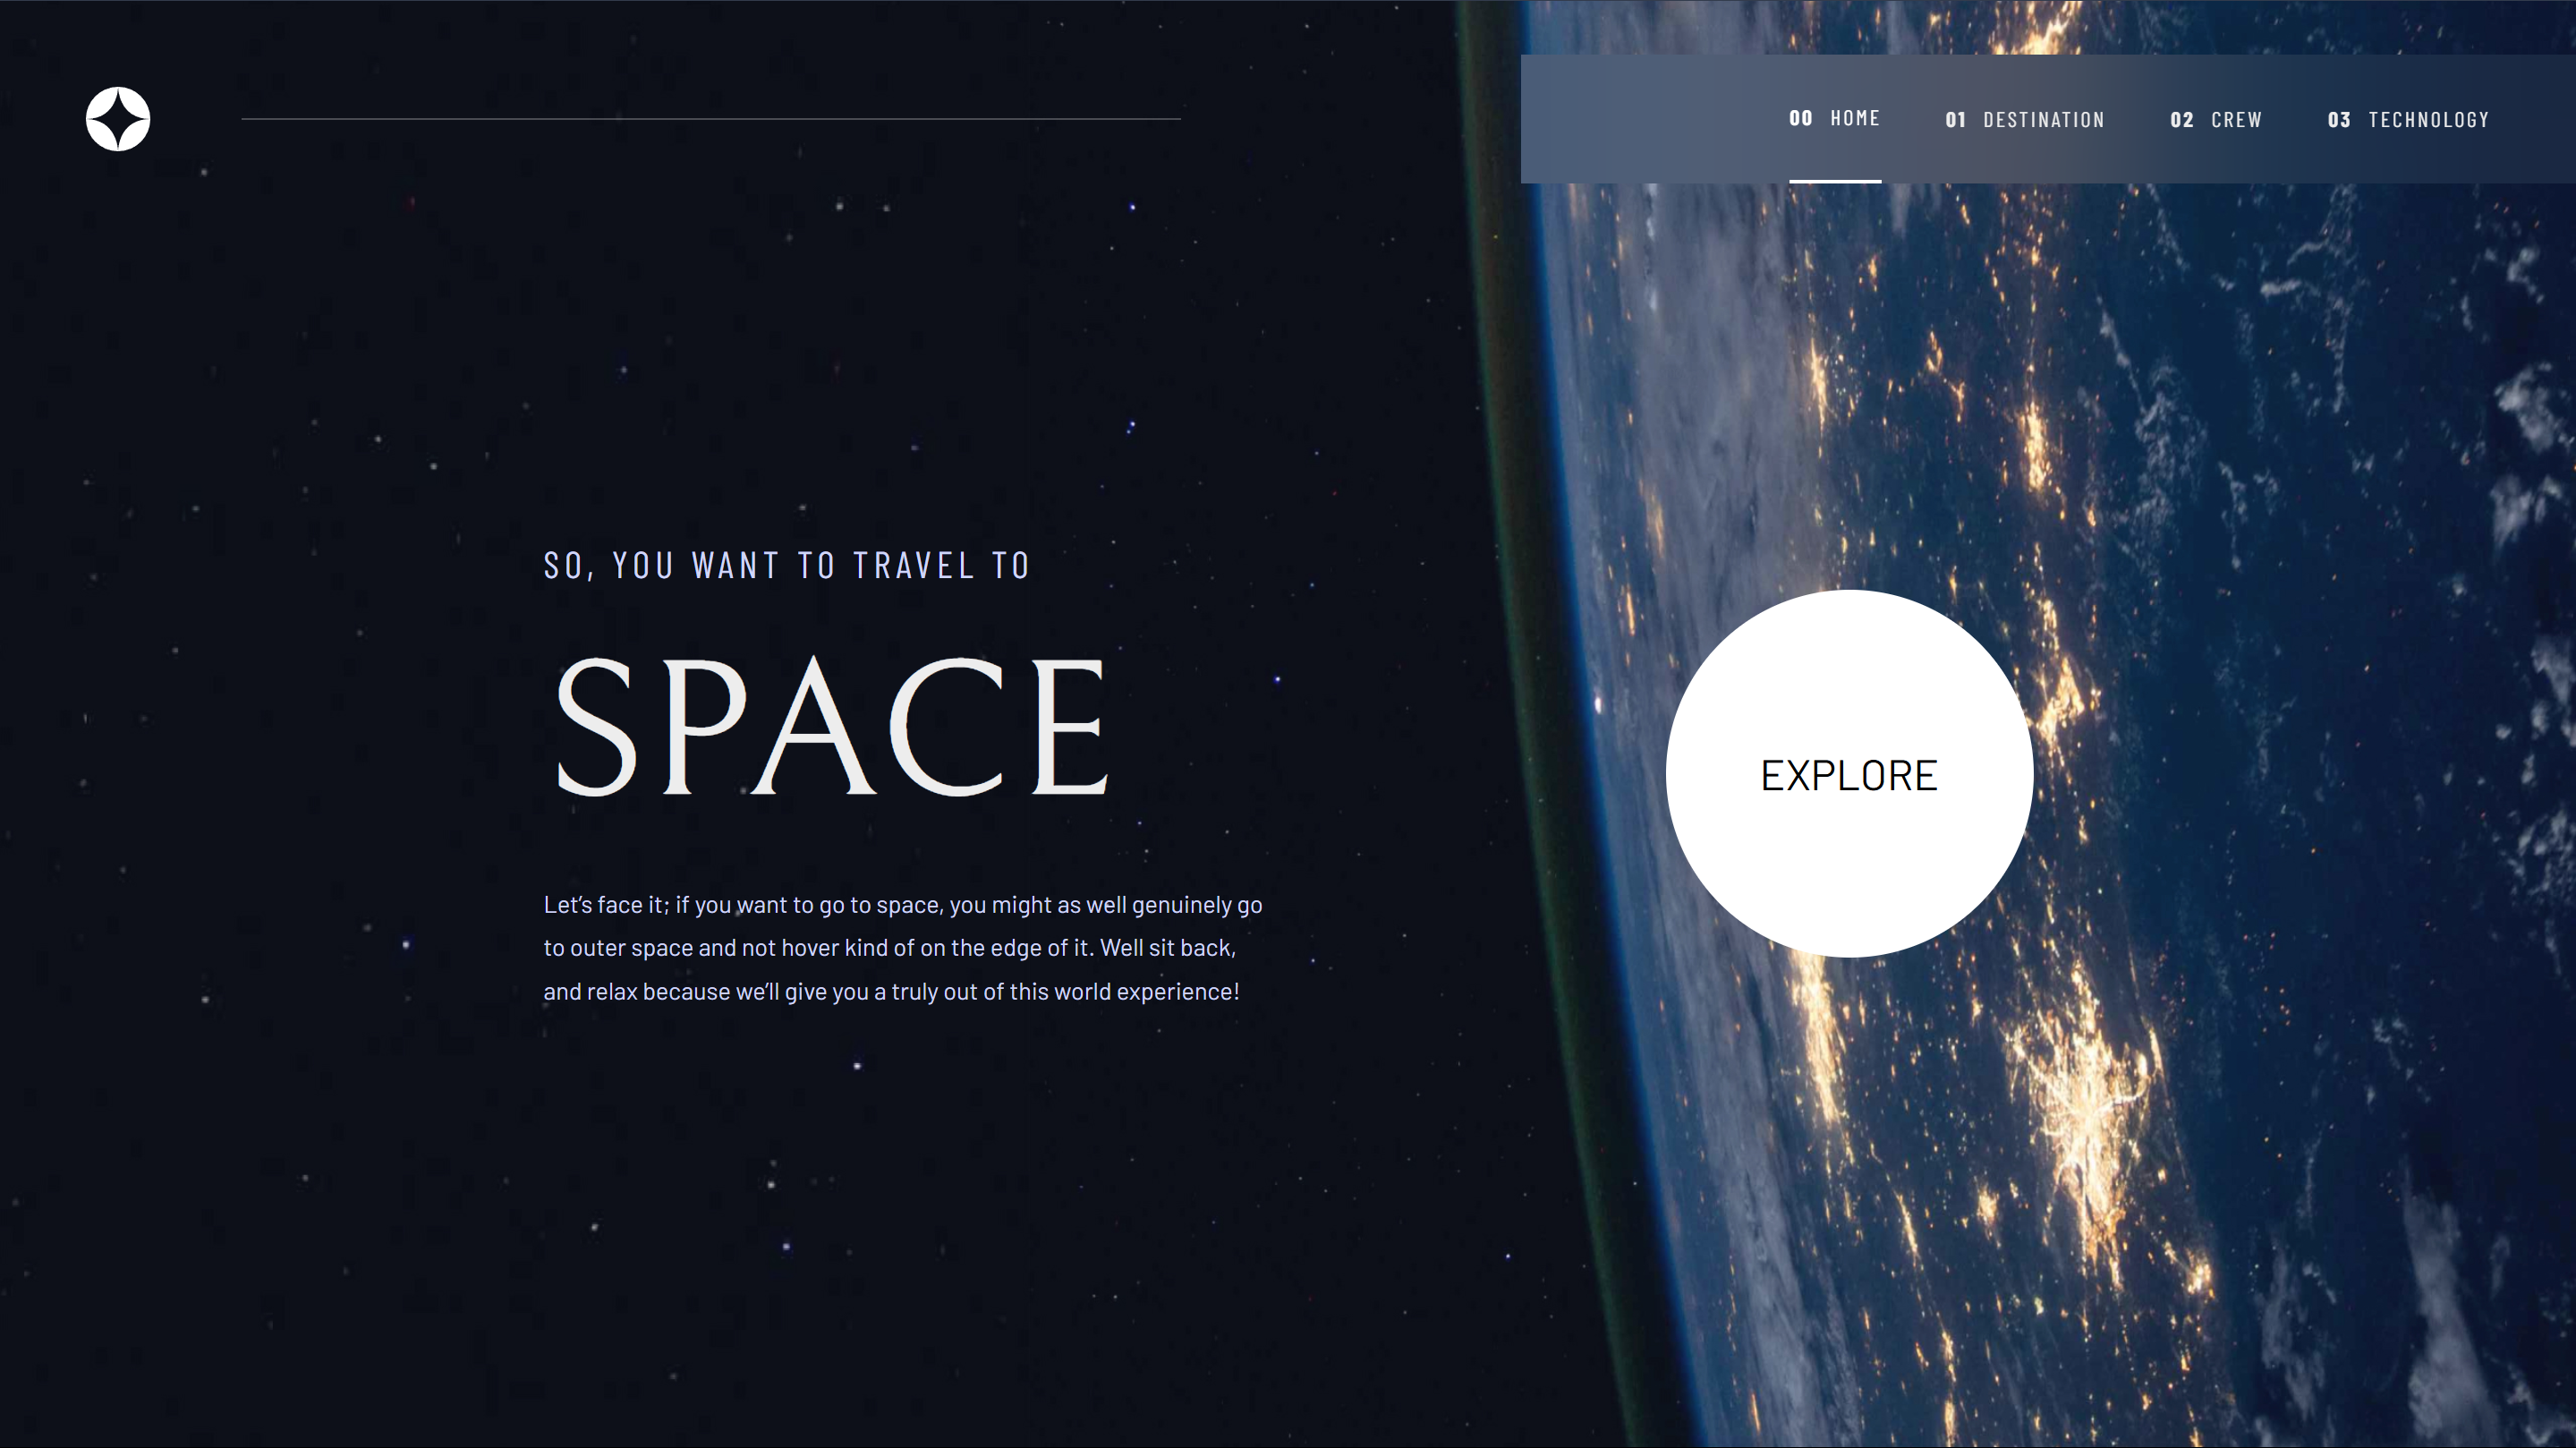 00 HOME 01 DESTINATION 02 CREW 03 TECHNOLOGY
SO, YOU WANT TO TRAVEL TO
SPACE
Let’s face it; if you want to go to space, you might as well genuinely go
to outer space and not hover kind of on the edge of it. Well sit back,
and relax because we’ll give you a truly out of this world experience!
EXPLORE